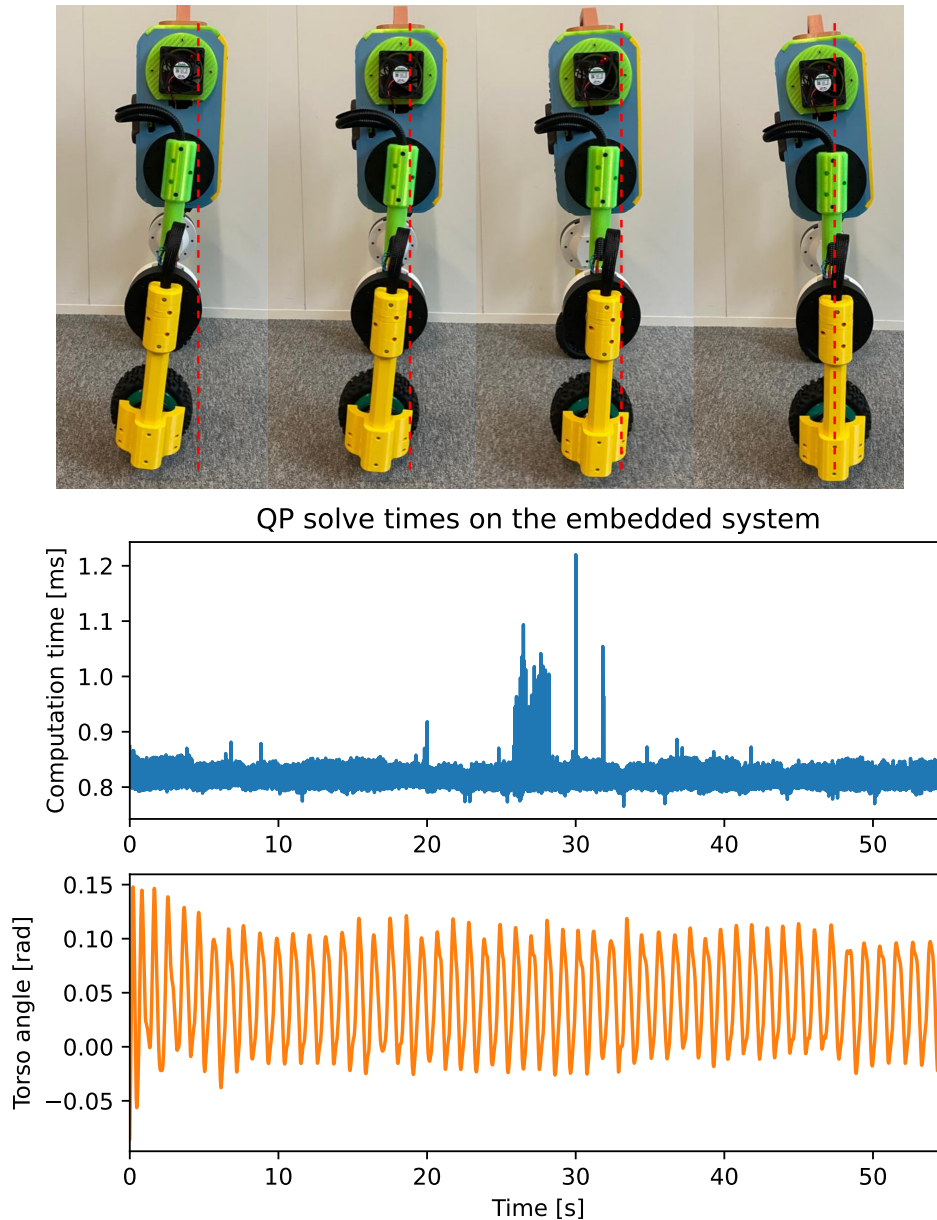 QP solve times on the embedded system
Computation time [ms]
1.2
1.1
1.0
0.9
0.8
0 10 20 30 40 50
Torso angle [rad]
0.15
0.10
0.05
0.00
−0.05
0 10 20 30 40 50
Time [s]